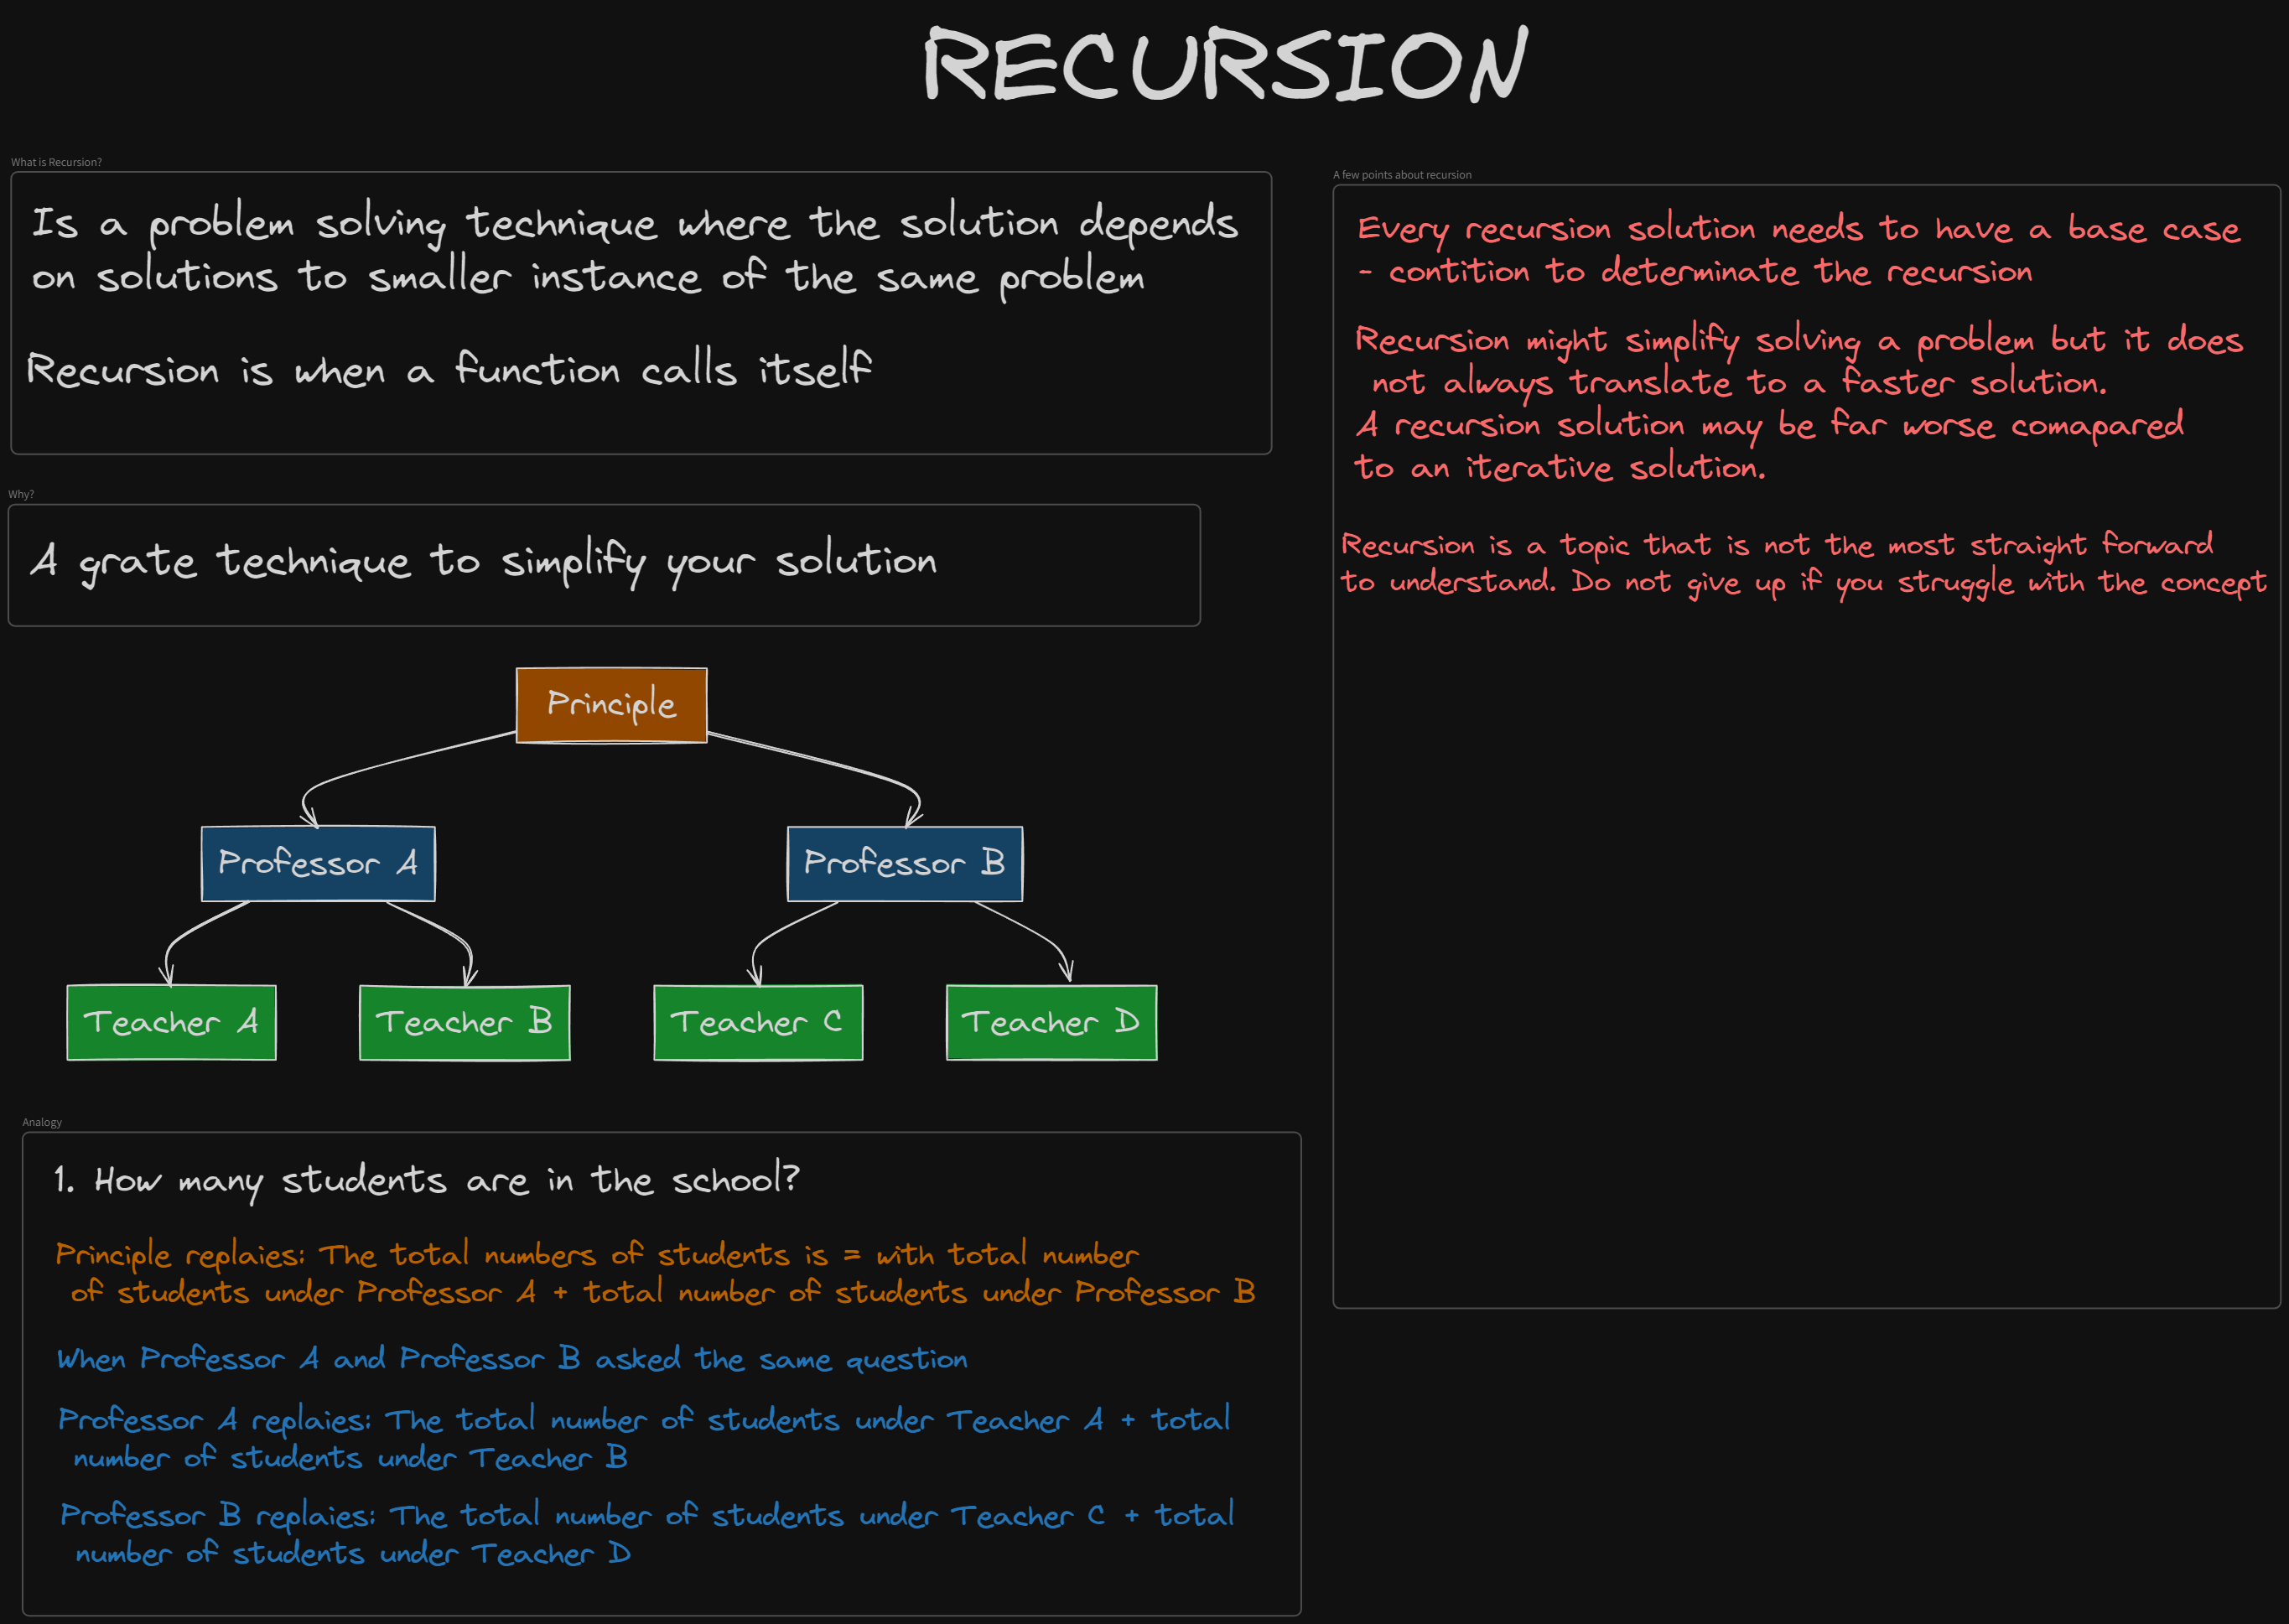 RECURSION
What is Recursion?
Is a problem solving technique where the solution depends
on solutions to smaller instance of the same problem
Recursion is when a function calls itself
Why?
A grate technique to simplify your solution
Principle
Professor A
Professor B
Teacher A
Teacher B
Teacher C
Teacher D
Analogy
1. How many students are in the school?
Principle replaies: The total numbers of students is = with total number
of students under Professor A + total number of students under Professor B
When Professor A and Professor B asked the same question
Professor A replaies: The total number of students under Teacher A + total
number of students under Teacher B
Professor B replaies: The total number of students under Teacher C + total
number of students under Teacher D
A few points about recursion
Every recursion solution needs to have a base case
- contition to determinate the recursion
Recursion might simplify solving a problem but it does
not always translate to a faster solution.
A recursion solution may be far worse comapared
to an iterative solution.
Recursion is a topic that is not the most straight forward
to understand. Do not give up if you struggle with the concept